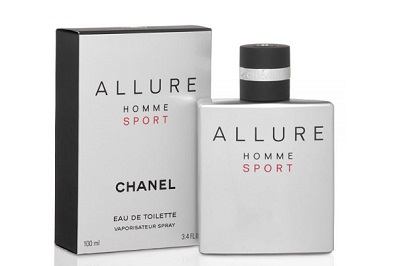 ALLURE
HOMME
SPORT
CHANEL
EAU DE TOILETTE
VAPORISATEUR SPRAY
100 ml
3.4 FL.
ALLURE
HOMME
SPORT